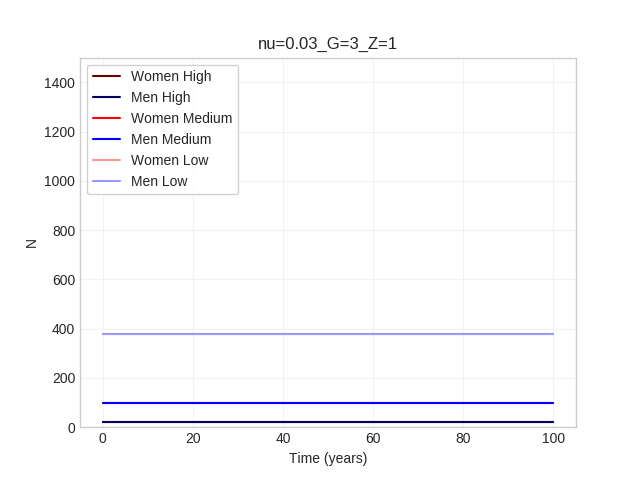 nu=0.03_G=3_Z=1
Women High
Men High
Women Medium
Men Medium
Women Low
Men Low
1400
1200
1000
800
600
400
200
0
N
0 20 40 60 80 100
Time (years)